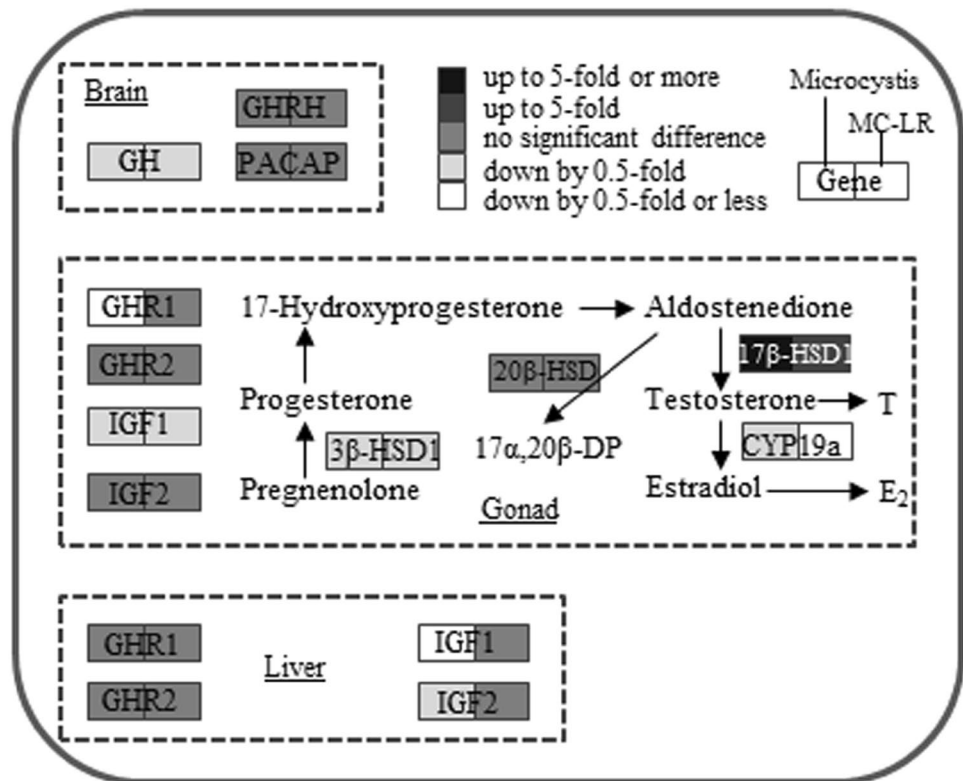 Brain
GHRH
GH
PACAP
up to 5-fold or more
up to 5-fold
no significant difference
down by 0.5-fold
down by 0.5-fold or less
Microcystis
MC-LR
Gene
GHR1
GHR2
IGF1
IGF2
17-Hydroxyprogesterone
Aldostenedione
20β-HSD
17β-HSD1
Progesterone
Testosterone
T
3β-HSD1
17α,20β-DP
CYP19a
Pregnenolone
Estradiol
E₂
Gonad
GHR1
GHR2
Liver
IGF1
IGF2